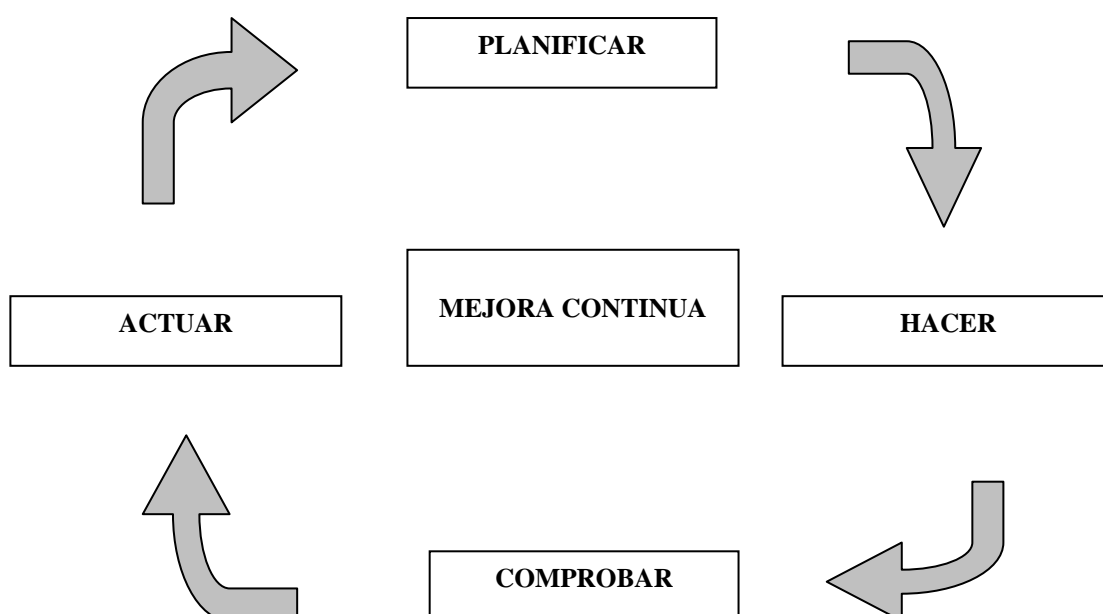 PLANIFICAR
ACTUAR
MEJORA CONTINUA
HACER
COMPROBAR